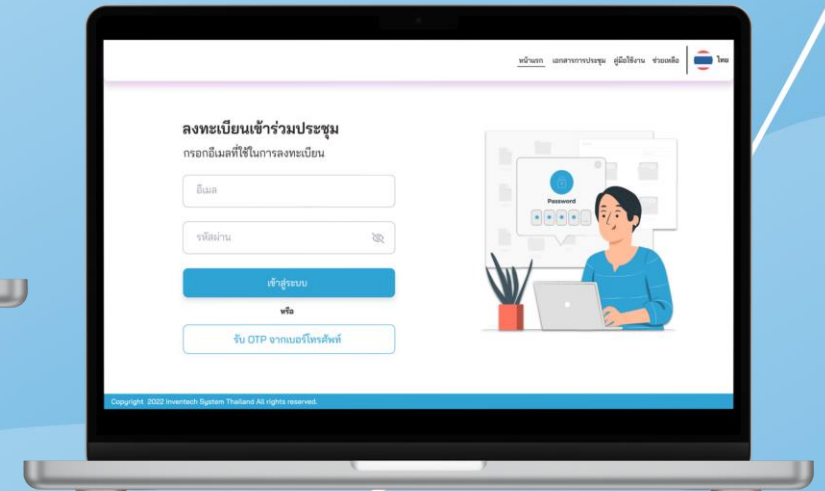 หน้าแรก เอกสารการประชุม คู่มือใช้งาน ช่วยเหลือ ไทย
ลงทะเบียนเข้าร่วมประชุม
กรอกอีเมลที่ใช้ในการลงทะเบียน
อีเมล
รหัสผ่าน
เข้าสู่ระบบ
หรือ
รับ OTP จากเบอร์โทรศัพท์
Password
Copyright 2022 Inventech System Thailand All rights reserved.